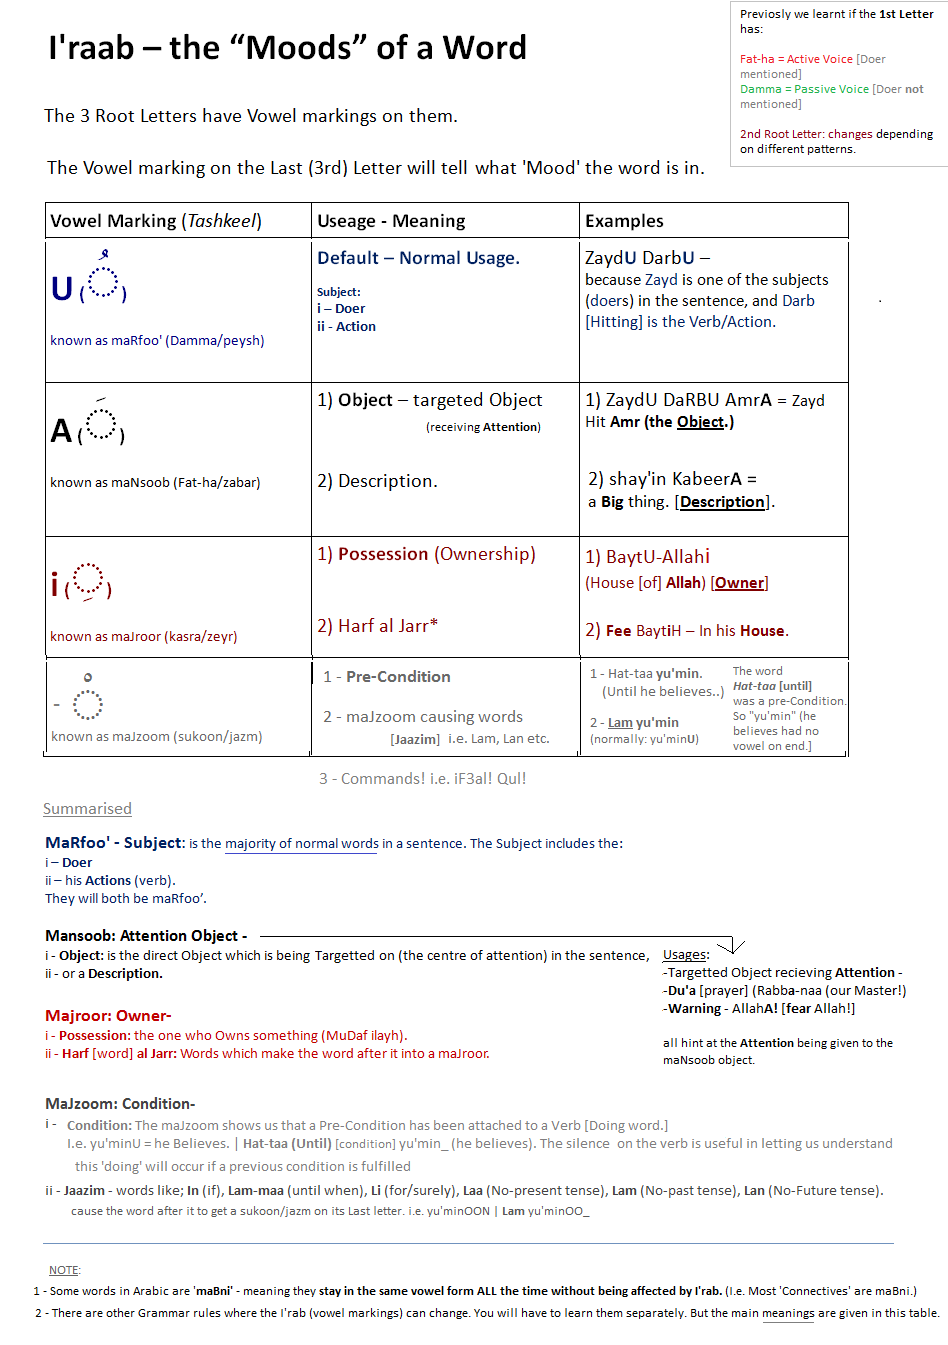 I'raab – the “Moods” of a Word
Previosly we learnt if the 1st Letter
has:
Fat-ha = Active Voice [Doer
mentioned]
Damma = Passive Voice [Doer not
mentioned]
2nd Root Letter: changes depending
on different patterns.
The 3 Root Letters have Vowel markings on them.
The Vowel marking on the Last (3rd) Letter will tell what 'Mood' the word is in.
Vowel Marking (Tashkeel)
Useage - Meaning
Examples
U (ُ)
known as maRfoo' (Damma/peysh)
Default – Normal Usage.
Subject:
i – Doer
ii - Action
ZaydU DarbU –
because Zayd is one of the subjects
(doers) in the sentence, and Darb
[Hitting] is the Verb/Action.
A (َ)
known as maNsoob (Fat-ha/zabar)
1) Object – targeted Object
(receiving Attention)
2) Description.
1) ZaydU DaRBU AmrA = Zayd
Hit Amr (the Object.)
2) shay'in KabeerA =
a Big thing. [Description].
i (ِ)
known as maJroor (kasra/zeyr)
1) Possession (Ownership)
2) Harf al Jarr*
1) BaytU-Allahi
(House [of] Allah) [Owner]
2) Fee BaytiH – In his House.
- ْ
known as maJzoom (sukoon/jazm)
1 - Pre-Condition
2 - maJzoom causing words
[Jaazim] i.e. Lam, Lan etc.
3 - Commands! i.e. iF3al! Qul!
1 - Hat-taa yu'min.
(Until he believes..)
2 - Lam yu'min
(normally: yu'minU)
The word
Hat-taa [until]
was a pre-Condition.
So "yu'min" (he
believes had no
vowel on end.]
Summarised
MaRfoo' - Subject: is the majority of normal words in a sentence. The Subject includes the:
i – Doer
ii – his Actions (verb).
They will both be maRfoo’.
Mansoob: Attention Object -
i - Object: is the direct Object which is being Targetted on (the centre of attention) in the sentence,
ii - or a Description.
Usages:
-Targetted Object recieving Attention -
-Du'a [prayer] (Rabba-naa (our Master!)
-Warning - AllahA! [fear Allah!]
all hint at the Attention being given to the
maNsoob object.
Majroor: Owner-
i - Possession: the one who Owns something (MuDaf ilayh).
ii - Harf [word] al Jarr: Words which make the word after it into a maJroor.
MaJzoom: Condition-
i - Condition: The maJzoom shows us that a Pre-Condition has been attached to a Verb [Doing word.]
I.e. yu'minU = he Believes. | Hat-taa (Until) [condition] yu'min_ (he believes). The silence on the verb is useful in letting us understand
this 'doing' will occur if a previous condition is fulfilled
ii - Jaazim - words like; In (if), Lam-maa (until when), Li (for/surely), Laa (No-present tense), Lam (No-past tense), Lan (No-Future tense).
cause the word after it to get a sukoon/jazm on its Last letter. i.e. yu'minOON | Lam yu'minOO_
NOTE:
1 - Some words in Arabic are 'maBni' - meaning they stay in the same vowel form ALL the time without being affected by I'rab. (I.e. Most 'Connectives' are maBni.)
2 - There are other Grammar rules where the I'rab (vowel markings) can change. You will have to learn them separately. But the main meanings are given in this table.